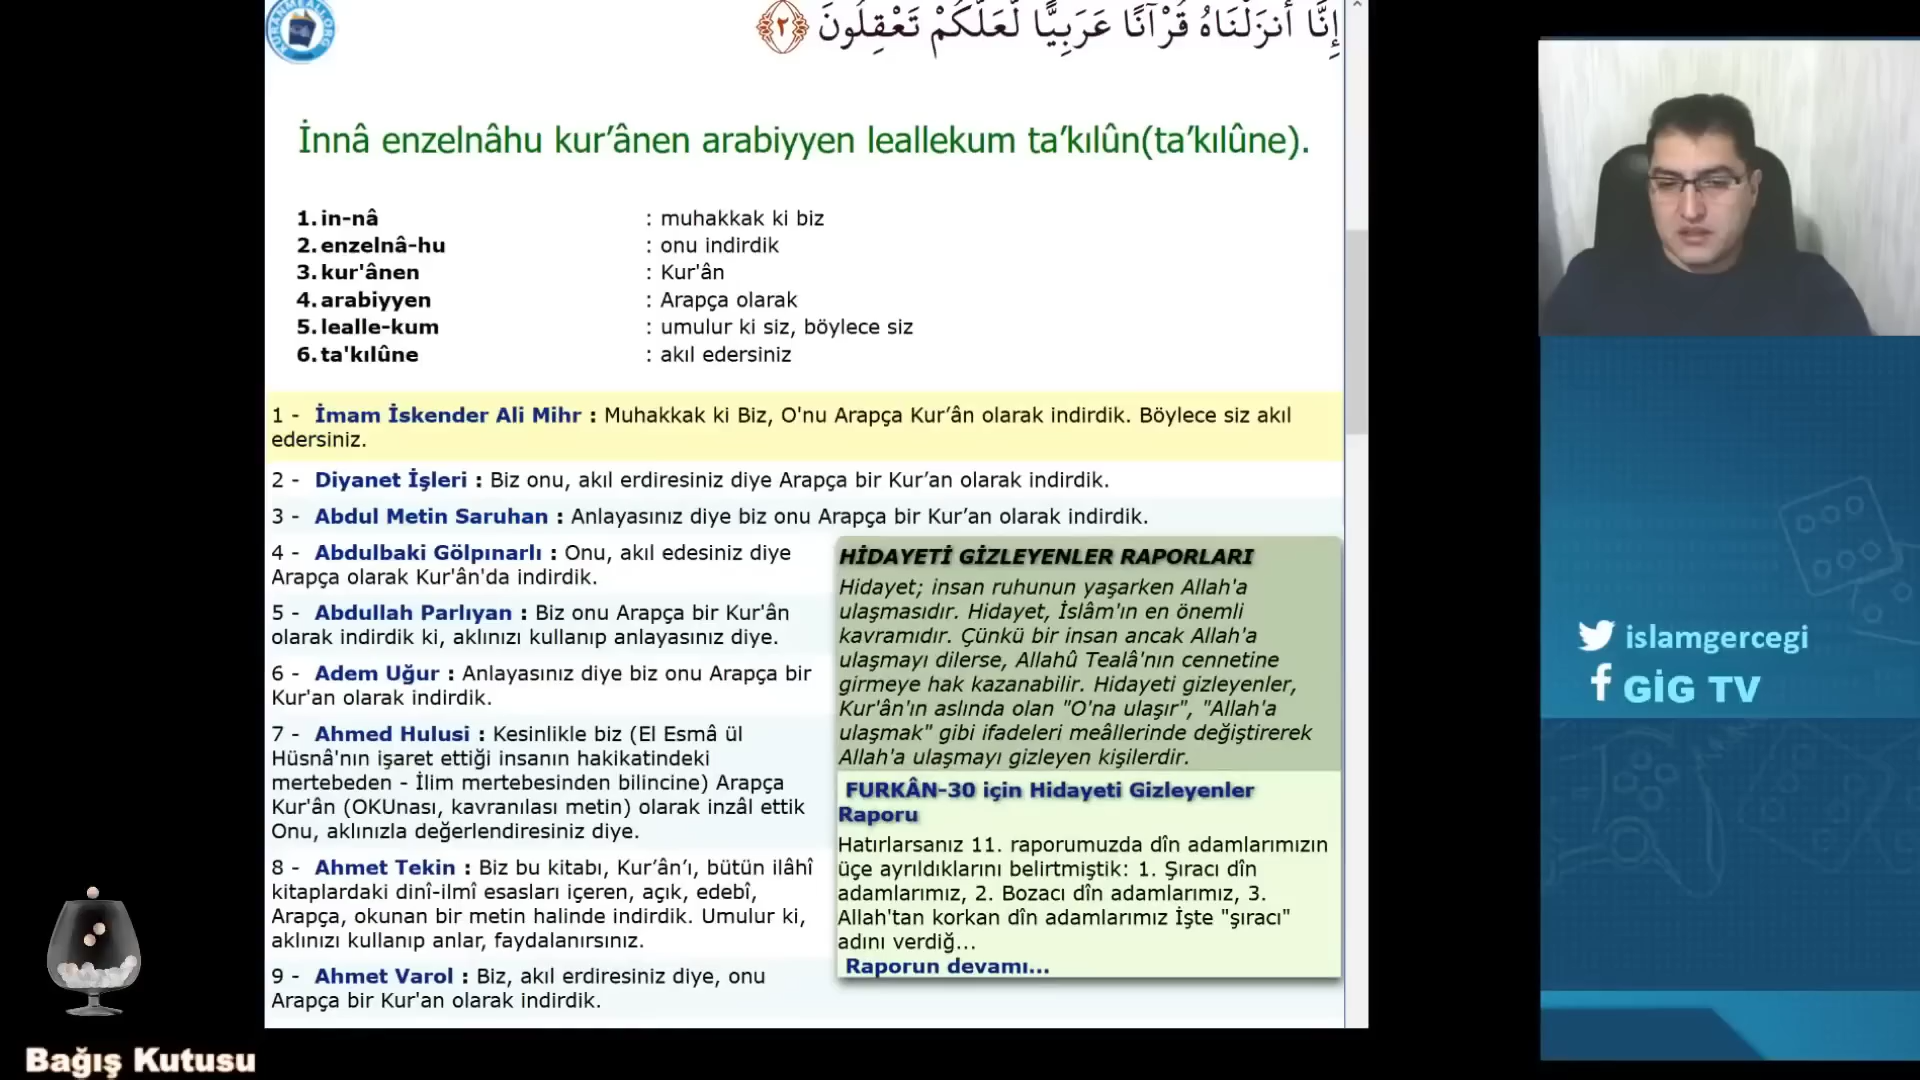 KURANMEALI.ORG
إِنَّا أَنزَلْنَاهُ قُرْآنًا عَرَبِيًّا لَّعَلَّكُمْ تَعْقِلُونَ ﴿٢﴾
İnnâ enzelnâhu kur’ânen arabiyyen leallekum ta’kılûn(ta’kılûne).
1. in-nâ : muhakkak ki biz
2. enzelnâ-hu : onu indirdik
3. kur'ânen : Kur'ân
4. arabiyyen : Arapça olarak
5. lealle-kum : umulur ki siz, böylece siz
6. ta'kılûne : akıl edersiniz
1 - İmam İskender Ali Mihr : Muhakkak ki Biz, O'nu Arapça Kur’ân olarak indirdik. Böylece siz akıl
edersiniz.
2 - Diyanet İşleri : Biz onu, akıl erdiresiniz diye Arapça bir Kur’an olarak indirdik.
3 - Abdul Metin Saruhan : Anlayasınız diye biz onu Arapça bir Kur’an olarak indirdik.
4 - Abdulbaki Gölpınarlı : Onu, akıl edesiniz diye
Arapça olarak Kur'ân'da indirdik.
5 - Abdullah Parlıyan : Biz onu Arapça bir Kur'ân
olarak indirdik ki, aklınızı kullanıp anlayasınız diye.
6 - Adem Uğur : Anlayasınız diye biz onu Arapça bir
Kur'an olarak indirdik.
7 - Ahmed Hulusi : Kesinlikle biz (El Esmâ ül
Hüsnâ'nın işaret ettiği insanın hakikatindeki
mertebeden - İlim mertebesinden bilincine) Arapça
Kur'ân (OKUnası, kavranılası metin) olarak inzâl ettik
Onu, aklınızla değerlendiresiniz diye.
8 - Ahmet Tekin : Biz bu kitabı, Kur’ân’ı, bütün ilâhî
kitaplardaki dinî-ilmî esasları içeren, açık, edebî,
Arapça, okunan bir metin halinde indirdik. Umulur ki,
aklınızı kullanıp anlar, faydalanırsınız.
9 - Ahmet Varol : Biz, akıl erdiresiniz diye, onu
Arapça bir Kur'an olarak indirdik.
HİDAYETİ GİZLEYENLER RAPORLARI
Hidayet; insan ruhunun yaşarken Allah'a
ulaşmasıdır. Hidayet, İslâm'ın en önemli
kavramıdır. Çünkü bir insan ancak Allah'a
ulaşmayı dilerse, Allahû Tealâ'nın cennetine
girmeye hak kazanabilir. Hidayeti gizleyenler,
Kur'ân'ın aslında olan "O'na ulaşır", "Allah'a
ulaşmak" gibi ifadeleri meâllerinde değiştirerek
Allah'a ulaşmayı gizleyen kişilerdir.
FURKÂN-30 için Hidayeti Gizleyenler
Raporu
Hatırlarsanız 11. raporumuzda dîn adamlarımızın
üçe ayrıldıklarını belirtmiştik: 1. Şıracı dîn
adamlarımız, 2. Bozacı dîn adamlarımız, 3.
Allah'tan korkan dîn adamlarımız İşte "şıracı"
adını verdiğ...
Raporun devamı...
islamgercegi
GİG TV
Bağış Kutusu